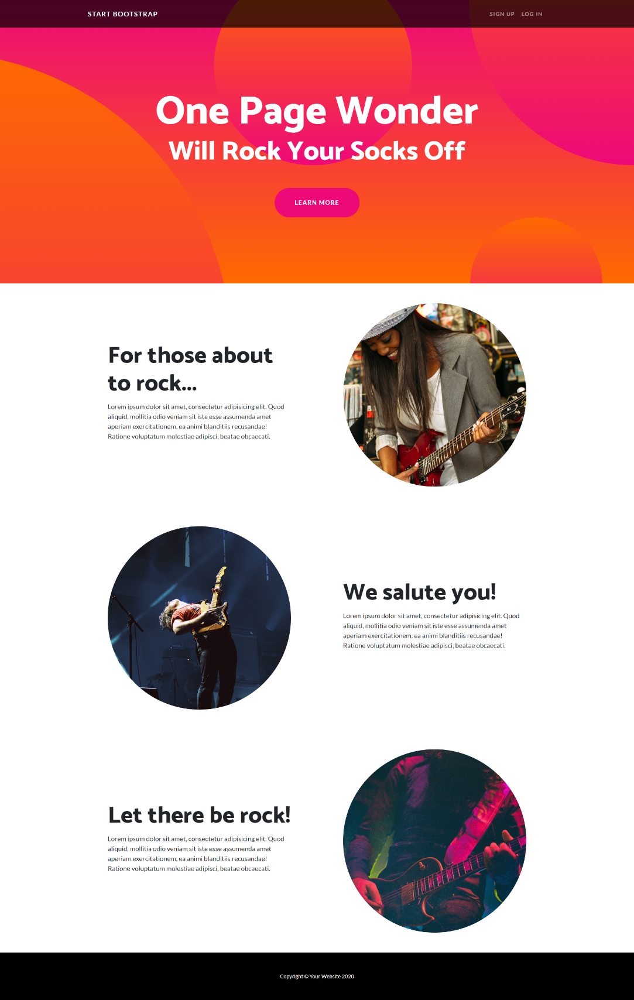 START BOOTSTRAP
SIGN UP LOG IN
One Page Wonder
Will Rock Your Socks Off
LEARN MORE
For those about
to rock...
Lorem ipsum dolor sit amet, consectetur adipisicing elit. Quod
aliquid, mollitia odio veniam sit iste esse assumenda amet
aperiam exercitationem, ea animi blanditiis recusandae!
Ratione voluptatum molestiae adipisci, beatae obcaecati.
We salute you!
Lorem ipsum dolor sit amet, consectetur adipisicing elit. Quod
aliquid, mollitia odio veniam sit iste esse assumenda amet
aperiam exercitationem, ea animi blanditiis recusandae!
Ratione voluptatum molestiae adipisci, beatae obcaecati.
Let there be rock!
Lorem ipsum dolor sit amet, consectetur adipisicing elit. Quod
aliquid, mollitia odio veniam sit iste esse assumenda amet
aperiam exercitationem, ea animi blanditiis recusandae!
Ratione voluptatum molestiae adipisci, beatae obcaecati.
Copyright © Your Website 2020